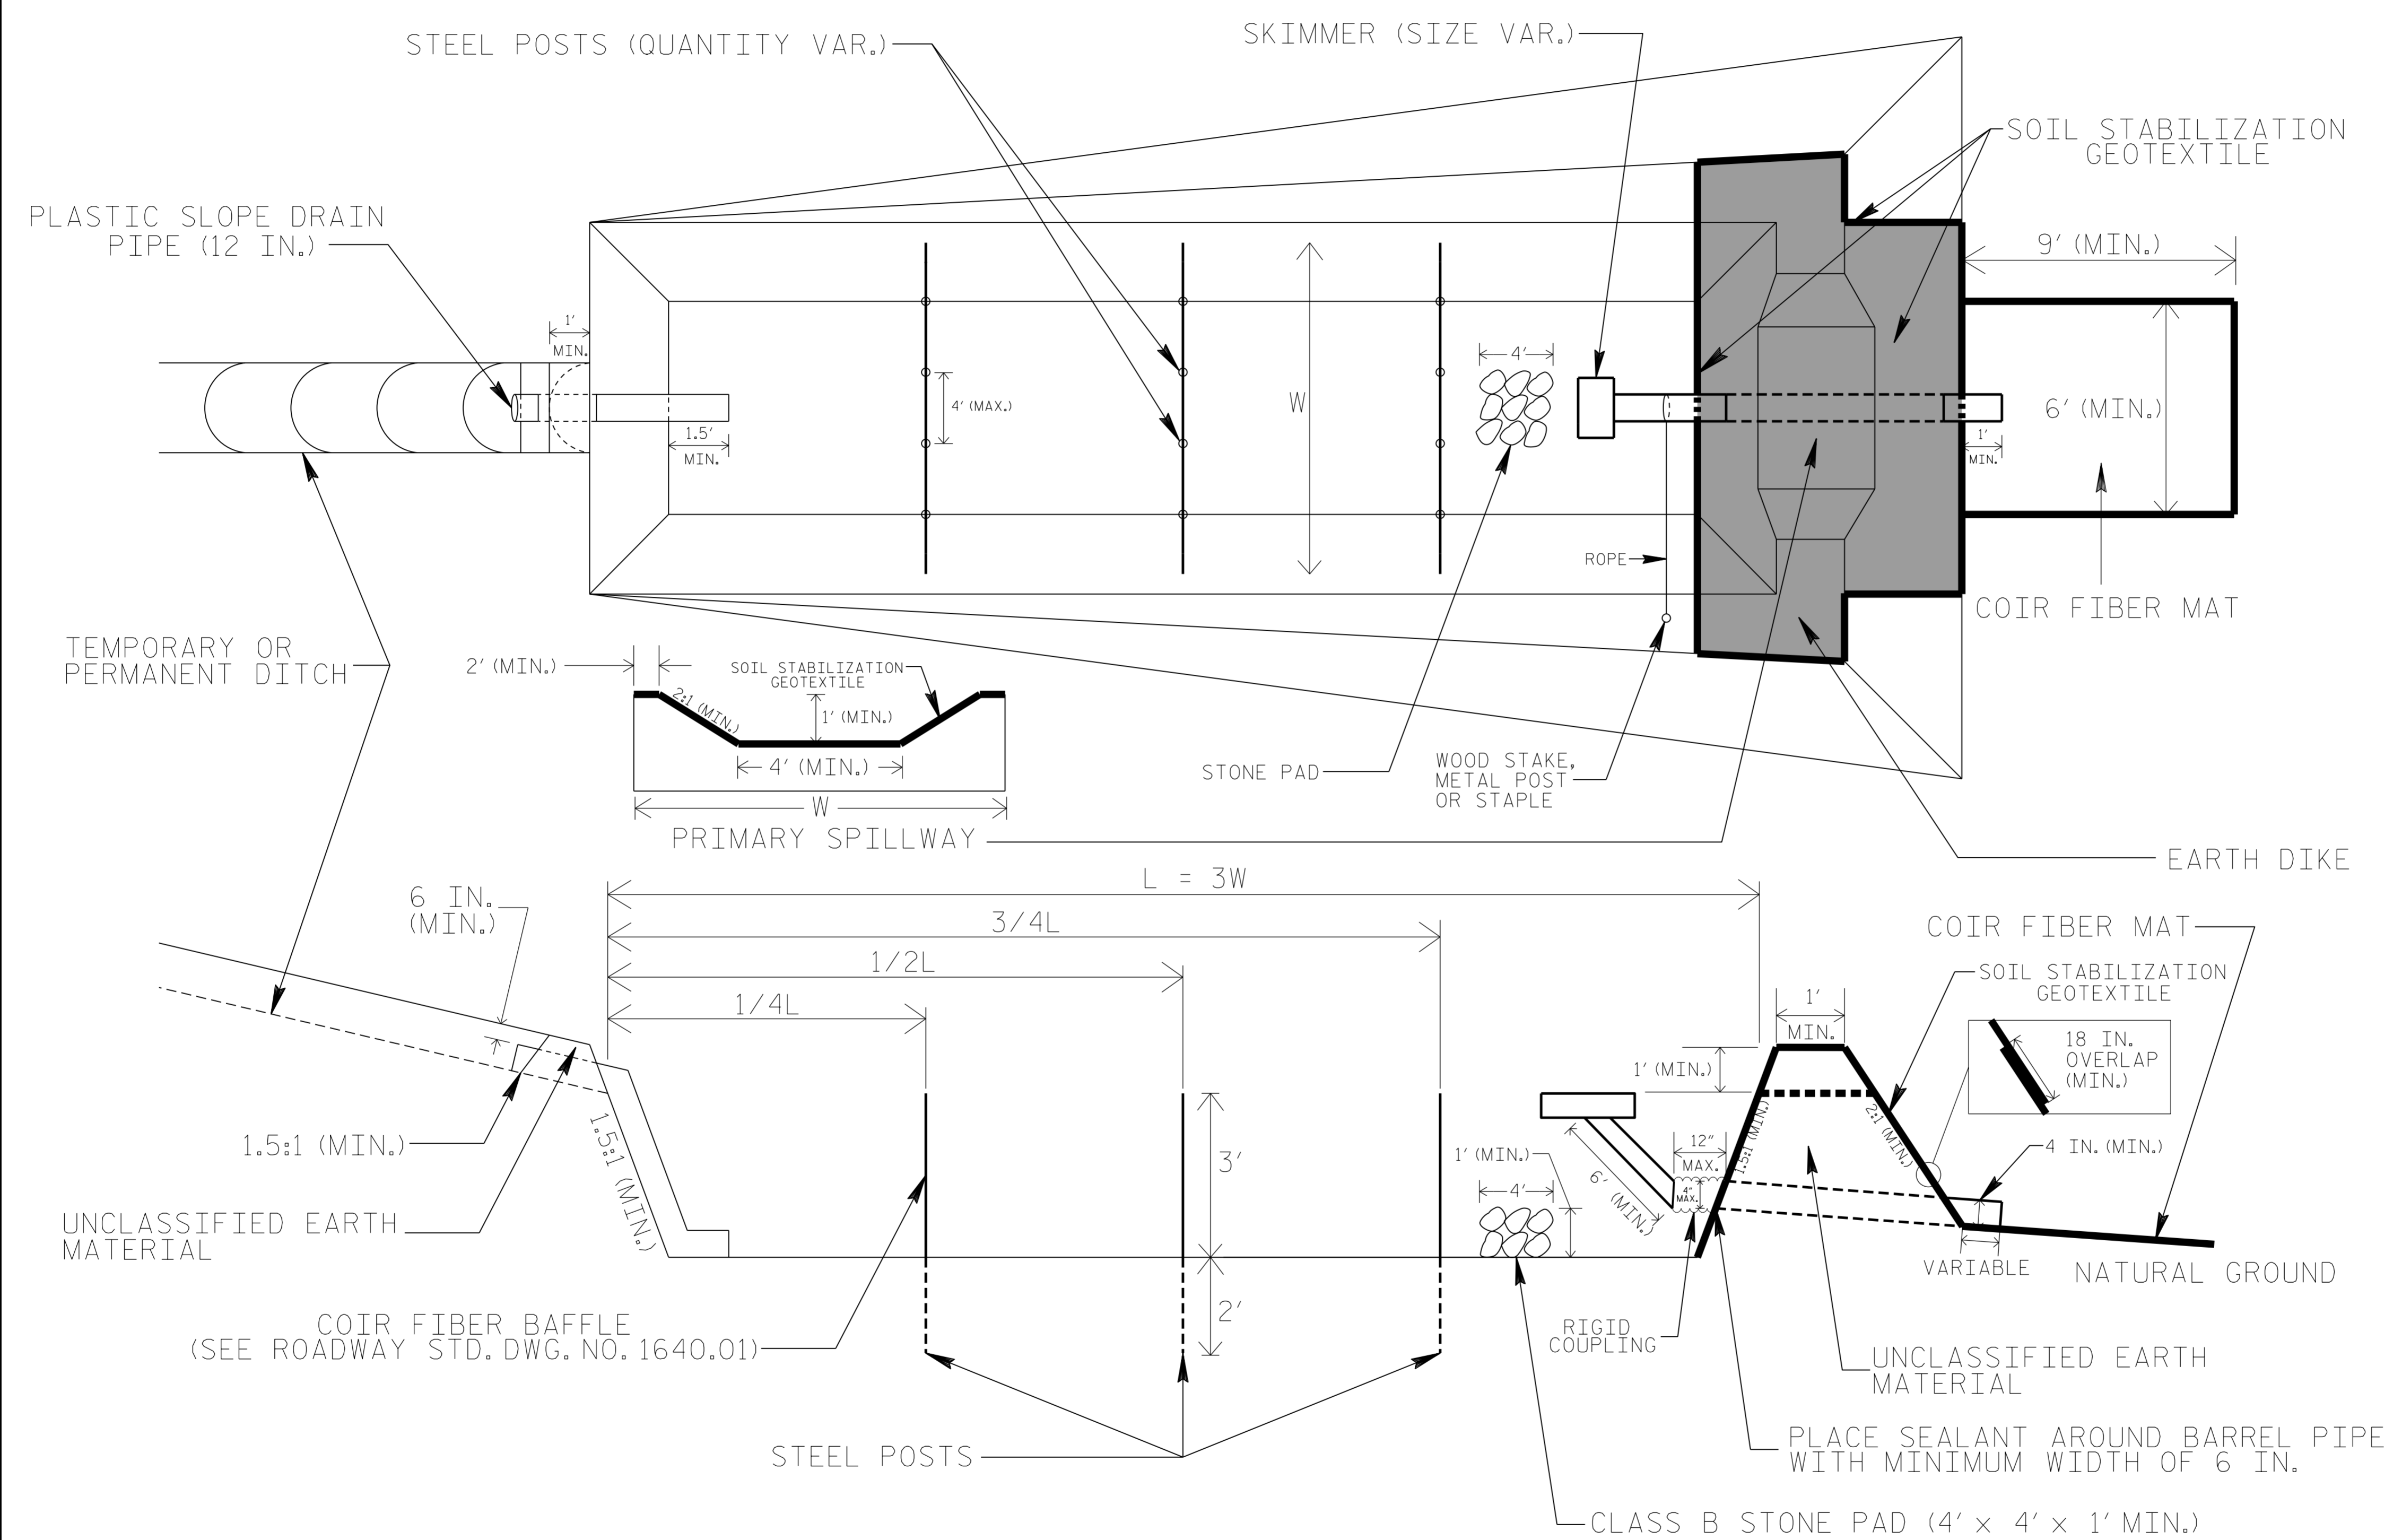 STEEL POSTS (QUANTITY VAR.)
SKIMMER (SIZE VAR.)
SOIL STABILIZATION
GEOTEXTILE
PLASTIC SLOPE DRAIN
PIPE (12 IN.)
9' (MIN.)
1'
MIN.
4'
4' (MAX.)
W
1.5'
MIN.
6' (MIN.)
1'
MIN.
ROPE
COIR FIBER MAT
TEMPORARY OR
PERMANENT DITCH
2' (MIN.)
SOIL STABILIZATION
GEOTEXTILE
2:1 (MIN.)
1' (MIN.)
4' (MIN.)
W
PRIMARY SPILLWAY
STONE PAD
WOOD STAKE,
METAL POST
OR STAPLE
EARTH DIKE
L = 3W
6 IN.
(MIN.)
3/4L
COIR FIBER MAT
1/2L
SOIL STABILIZATION
GEOTEXTILE
1/4L
1'
MIN.
18 IN.
OVERLAP
(MIN.)
1' (MIN.)
1.5:1 (MIN.)
1.5:1 (MIN.)
3'
1' (MIN.)
4'
6' (MIN.)
12"
MAX.
4"
MAX.
1.5:1 (MIN.)
2:1 (MIN.)
4 IN. (MIN.)
UNCLASSIFIED EARTH
MATERIAL
VARIABLE
NATURAL GROUND
2'
COIR FIBER BAFFLE
(SEE ROADWAY STD. DWG. NO. 1640.01)
RIGID
COUPLING
UNCLASSIFIED EARTH
MATERIAL
STEEL POSTS
PLACE SEALANT AROUND BARREL PIPE
WITH MINIMUM WIDTH OF 6 IN.
CLASS B STONE PAD (4' x 4' x 1' MIN.)